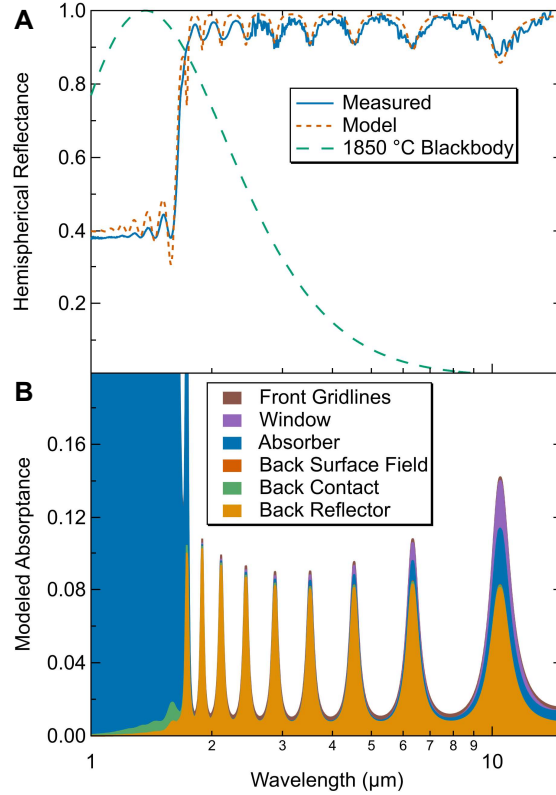 A
1.0
0.8
0.6
0.4
0.2
Hemispherical Reflectance
Measured
Model
1850 °C Blackbody
B
0.16
0.12
0.08
0.04
0.00
Modeled Absorptance
Front Gridlines
Window
Absorber
Back Surface Field
Back Contact
Back Reflector
1 2 3 4 5 6 7 8 9 10
Wavelength (μm)